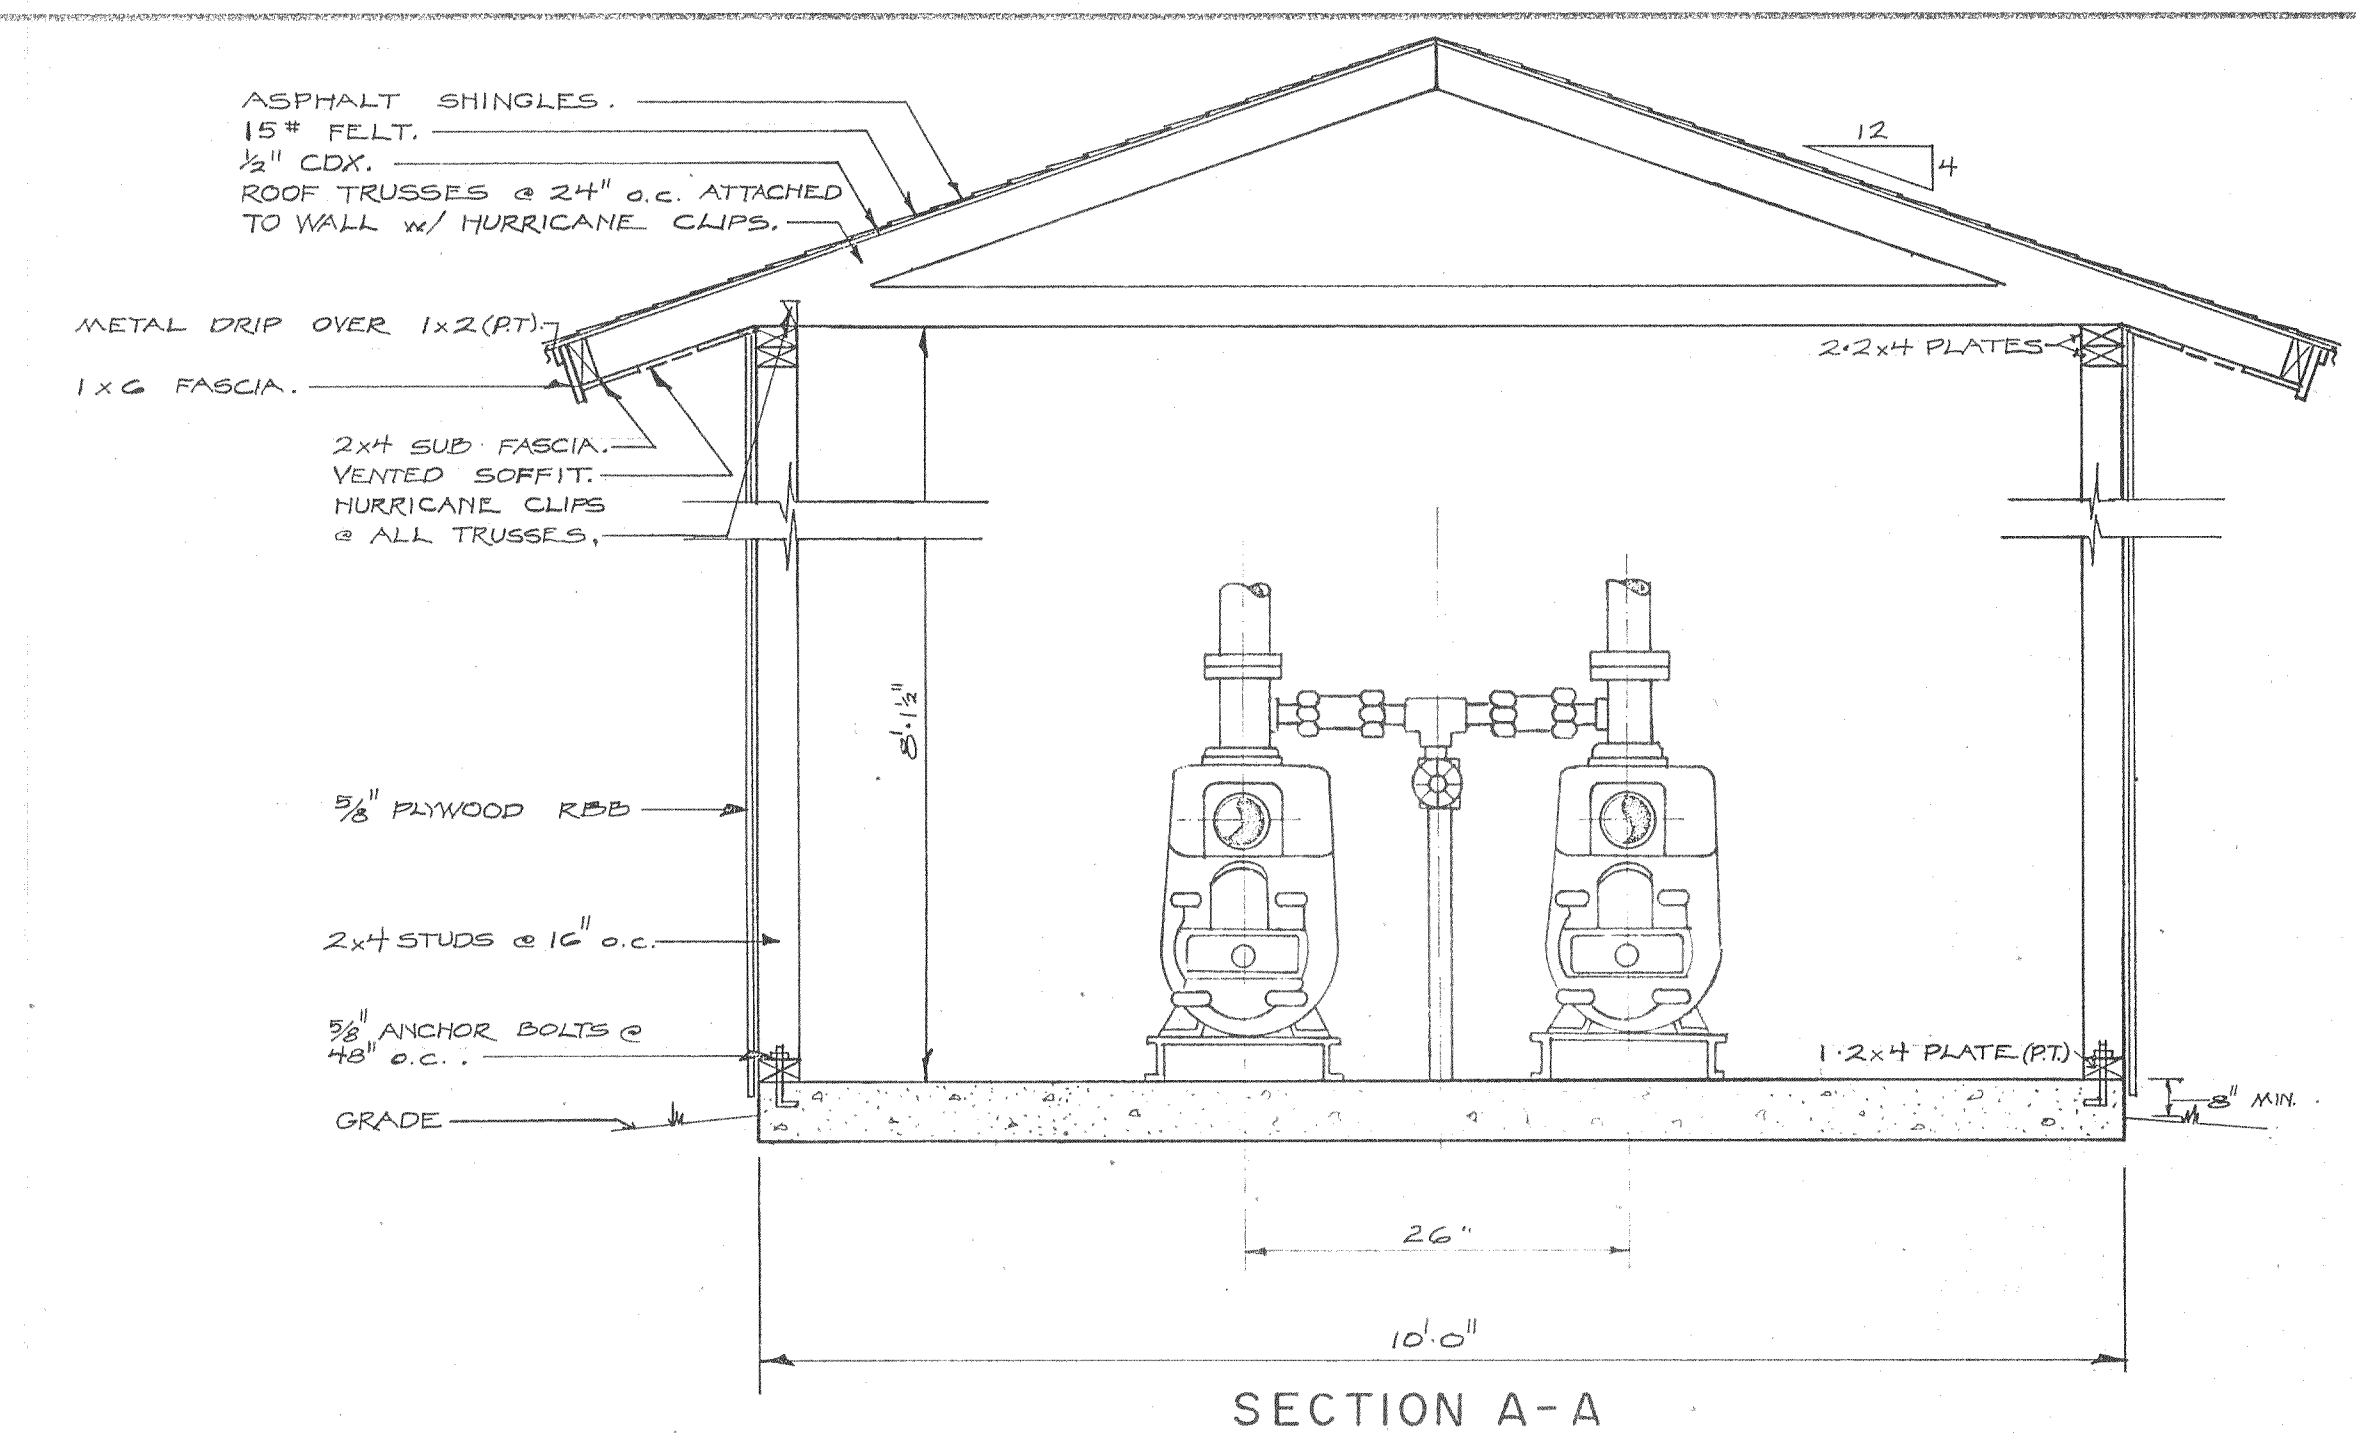 ASPHALT SHINGLES.
15# FELT.
½" CDX.
ROOF TRUSSES @ 24" o.c. ATTACHED
TO WALL w/ HURRICANE CLIPS.
12
4
METAL DRIP OVER 1x2(P.T).
2·2x4 PLATES
1x6 FASCIA.
2x4 SUB· FASCIA.
VENTED SOFFIT.
HURRICANE CLIPS
@ ALL TRUSSES.
8'·1½"
5/8" PLYWOOD RBB
2x4 STUDS @ 16" o.c.
5/8" ANCHOR BOLTS @
48" o.c. .
1·2x4 PLATE (P.T.)
8" MIN.
GRADE
26"
10'·0"
SECTION A-A